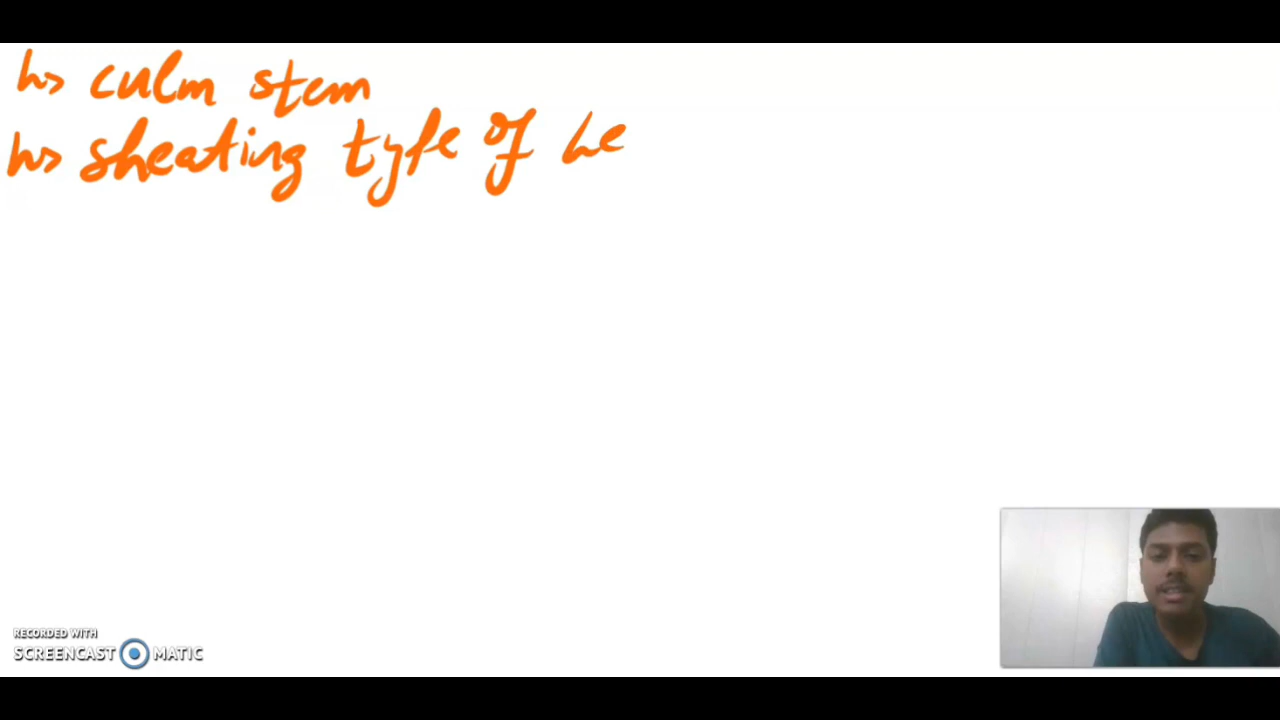 ↳ culm stem
↳ sheating type of Le
RECORDED WITH
SCREENCAST MATIC